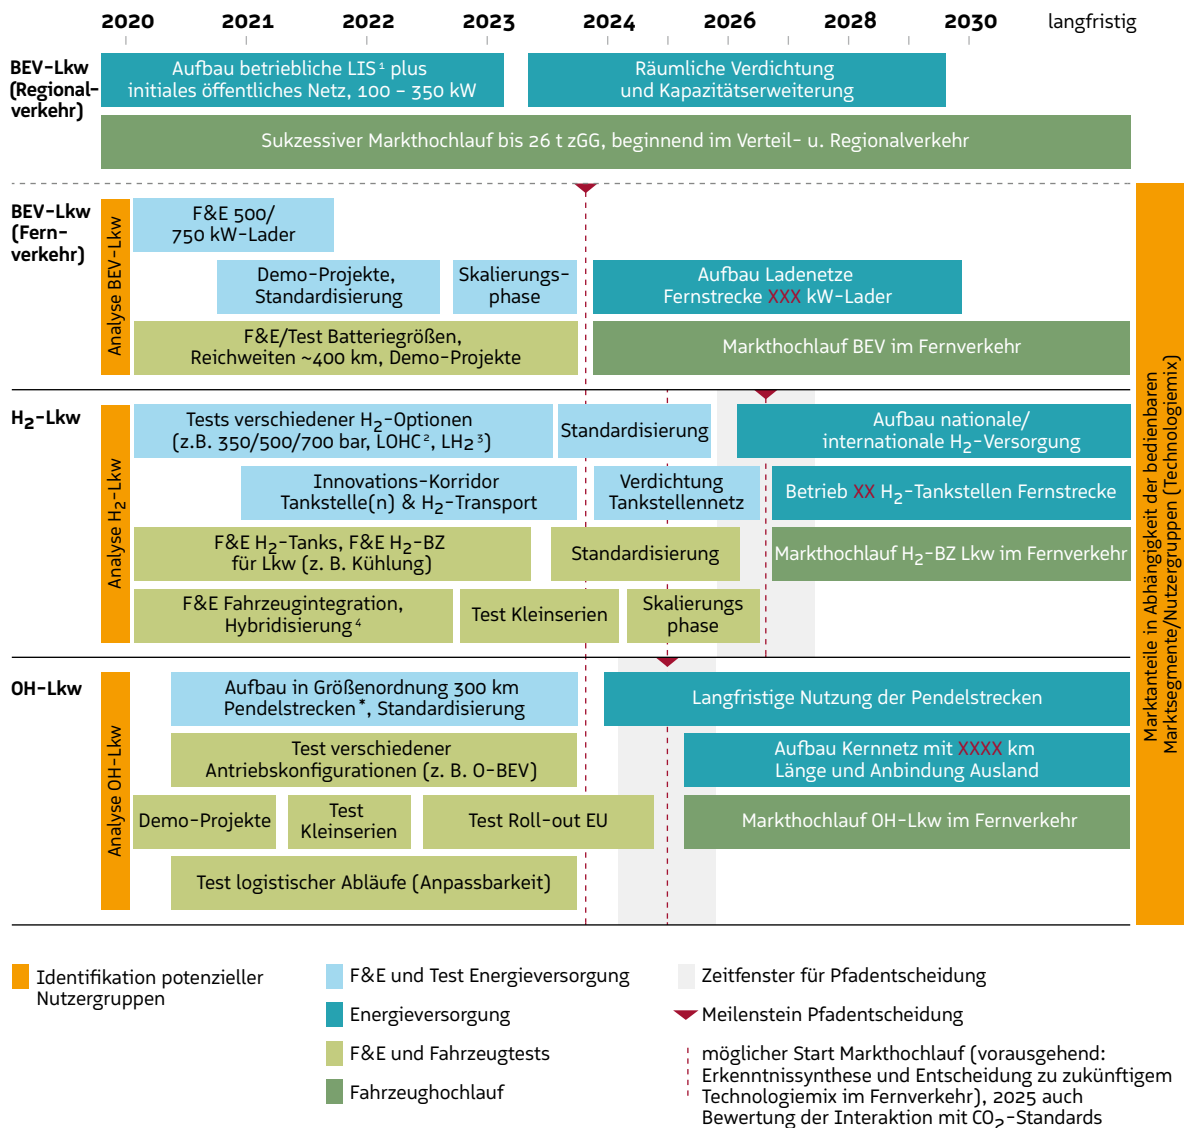 2020 2021 2022 2023 2024 2026 2028 2030 langfristig
BEV-Lkw
(Regional-
verkehr)
Aufbau betriebliche LIS¹ plus
initiales öffentliches Netz, 100 – 350 kW
Räumliche Verdichtung
und Kapazitätserweiterung
Sukzessiver Markthochlauf bis 26 t zGG, beginnend im Verteil- u. Regionalverkehr
BEV-Lkw
(Fern-
verkehr)
Analyse BEV-Lkw
F&E 500/
750 kW-Lader
Demo-Projekte,
Standardisierung
Skalierungs-
phase
Aufbau Ladenetze
Fernstrecke XXX kW-Lader
F&E/Test Batteriegrößen,
Reichweiten ~400 km, Demo-Projekte
Markthochlauf BEV im Fernverkehr
H₂-Lkw
Analyse H₂-Lkw
Tests verschiedener H₂-Optionen
(z.B. 350/500/700 bar, LOHC², LH₂³)
Standardisierung
Aufbau nationale/
internationale H₂-Versorgung
Innovations-Korridor
Tankstelle(n) & H₂-Transport
Verdichtung
Tankstellennetz
Betrieb XX H₂-Tankstellen Fernstrecke
F&E H₂-Tanks, F&E H₂-BZ
für Lkw (z. B. Kühlung)
Standardisierung
Markthochlauf H₂-BZ Lkw im Fernverkehr
F&E Fahrzeugintegration,
Hybridisierung⁴
Test Kleinserien
Skalierungs
phase
OH-Lkw
Analyse OH-Lkw
Aufbau in Größenordnung 300 km
Pendelstrecken*, Standardisierung
Langfristige Nutzung der Pendelstrecken
Test verschiedener
Antriebskonfigurationen (z. B. O-BEV)
Aufbau Kernnetz mit XXXX km
Länge und Anbindung Ausland
Demo-Projekte
Test
Kleinserien
Test Roll-out EU
Markthochlauf OH-Lkw im Fernverkehr
Test logistischer Abläufe (Anpassbarkeit)
Marktanteile in Abhängigkeit der bedienbaren
Marktsegmente/Nutzergruppen (Technologiemix)
Identifikation potenzieller
Nutzergruppen
F&E und Test Energieversorgung
Energieversorgung
F&E und Fahrzeugtests
Fahrzeughochlauf
Zeitfenster für Pfadentscheidung
Meilenstein Pfadentscheidung
möglicher Start Markthochlauf (vorausgehend:
Erkenntnissynthese und Entscheidung zu zukünftigem
Technologiemix im Fernverkehr), 2025 auch
Bewertung der Interaktion mit CO₂-Standards